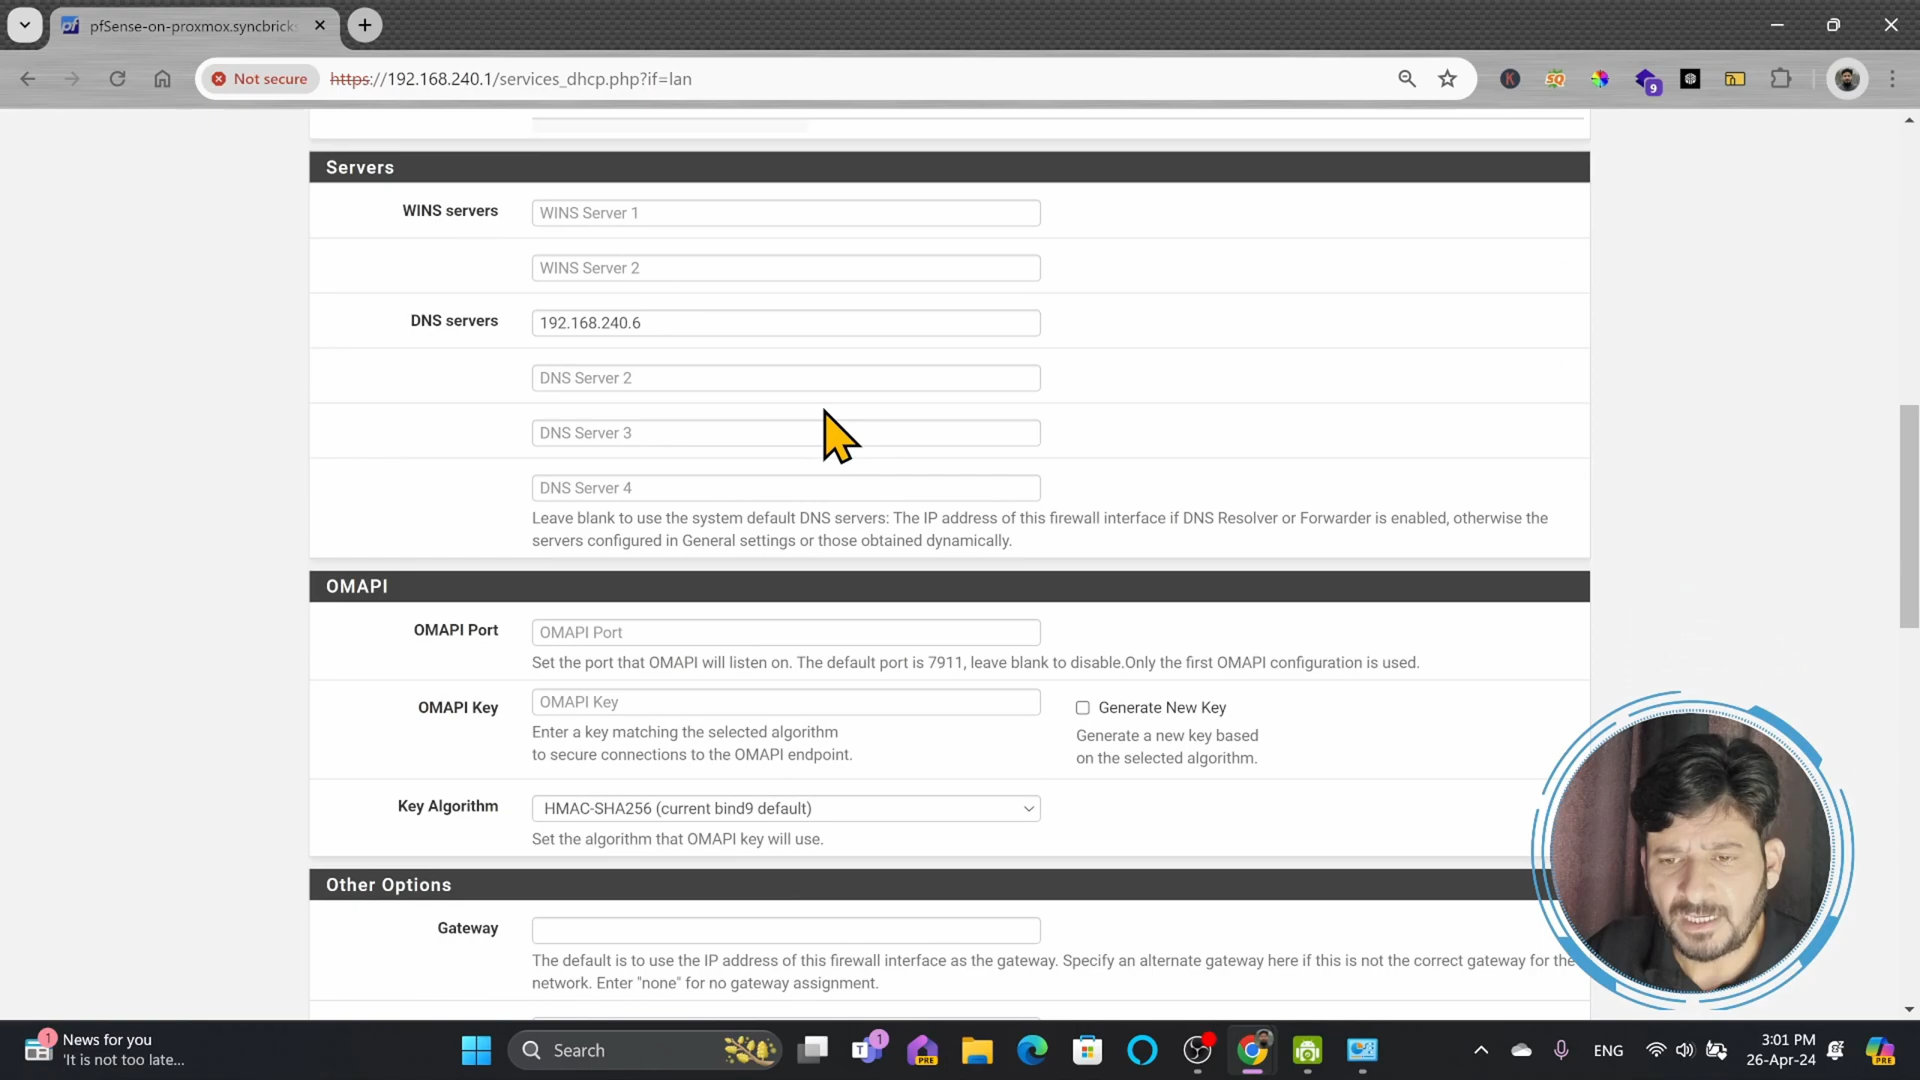 pfSense-on-proxmox.syncbricks
Not secure
https://192.168.240.1/services_dhcp.php?if=lan
9
Servers
WINS servers
WINS Server 1
WINS Server 2
DNS servers
192.168.240.6
DNS Server 2
DNS Server 3
DNS Server 4
Leave blank to use the system default DNS servers: The IP address of this firewall interface if DNS Resolver or Forwarder is enabled, otherwise the
servers configured in General settings or those obtained dynamically.
OMAPI
OMAPI Port
OMAPI Port
Set the port that OMAPI will listen on. The default port is 7911, leave blank to disable.Only the first OMAPI configuration is used.
OMAPI Key
OMAPI Key
Generate New Key
Enter a key matching the selected algorithm
to secure connections to the OMAPI endpoint.
Generate a new key based
on the selected algorithm.
Key Algorithm
HMAC-SHA256 (current bind9 default)
Set the algorithm that OMAPI key will use.
Other Options
Gateway
The default is to use the IP address of this firewall interface as the gateway. Specify an alternate gateway here if this is not the correct gateway for the
network. Enter "none" for no gateway assignment.
1
News for you
'It is not too late...
Search
1
PRE
ENG
3:01 PM
26-Apr-24
PRE